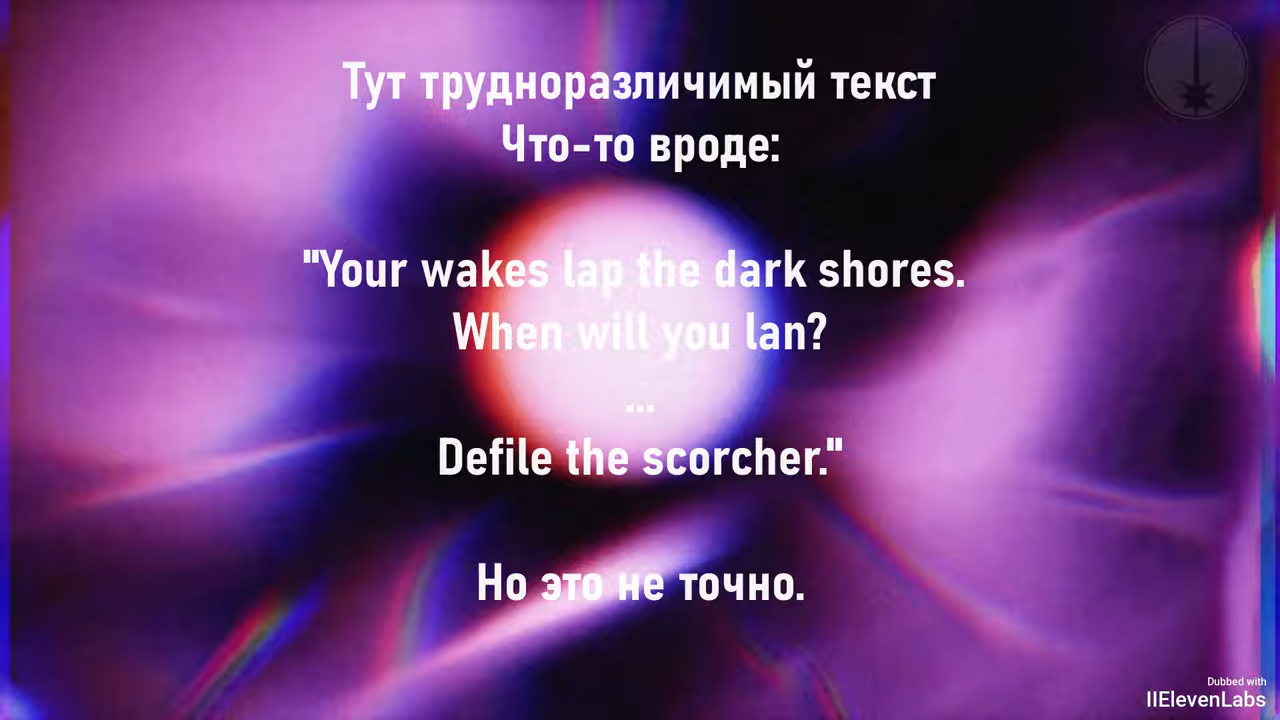 Тут трудноразличимый текст
Что-то вроде:
"Your wakes lap the dark shores.
When will you lan?
...
Defile the scorcher."
Но это не точно.
Dubbed with
IIElevenLabs